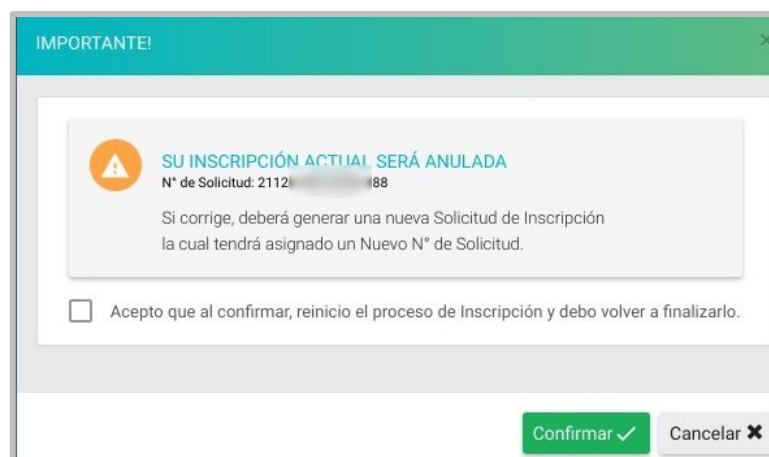 IMPORTANTE!
SU INSCRIPCIÓN ACTUAL SERÁ ANULADA
N° de Solicitud: 2112 88
Si corrige, deberá generar una nueva Solicitud de Inscripción
la cual tendrá asignado un Nuevo N° de Solicitud.
Acepto que al confirmar, reinicio el proceso de Inscripción y debo volver a finalizarlo.
Confirmar
Cancelar